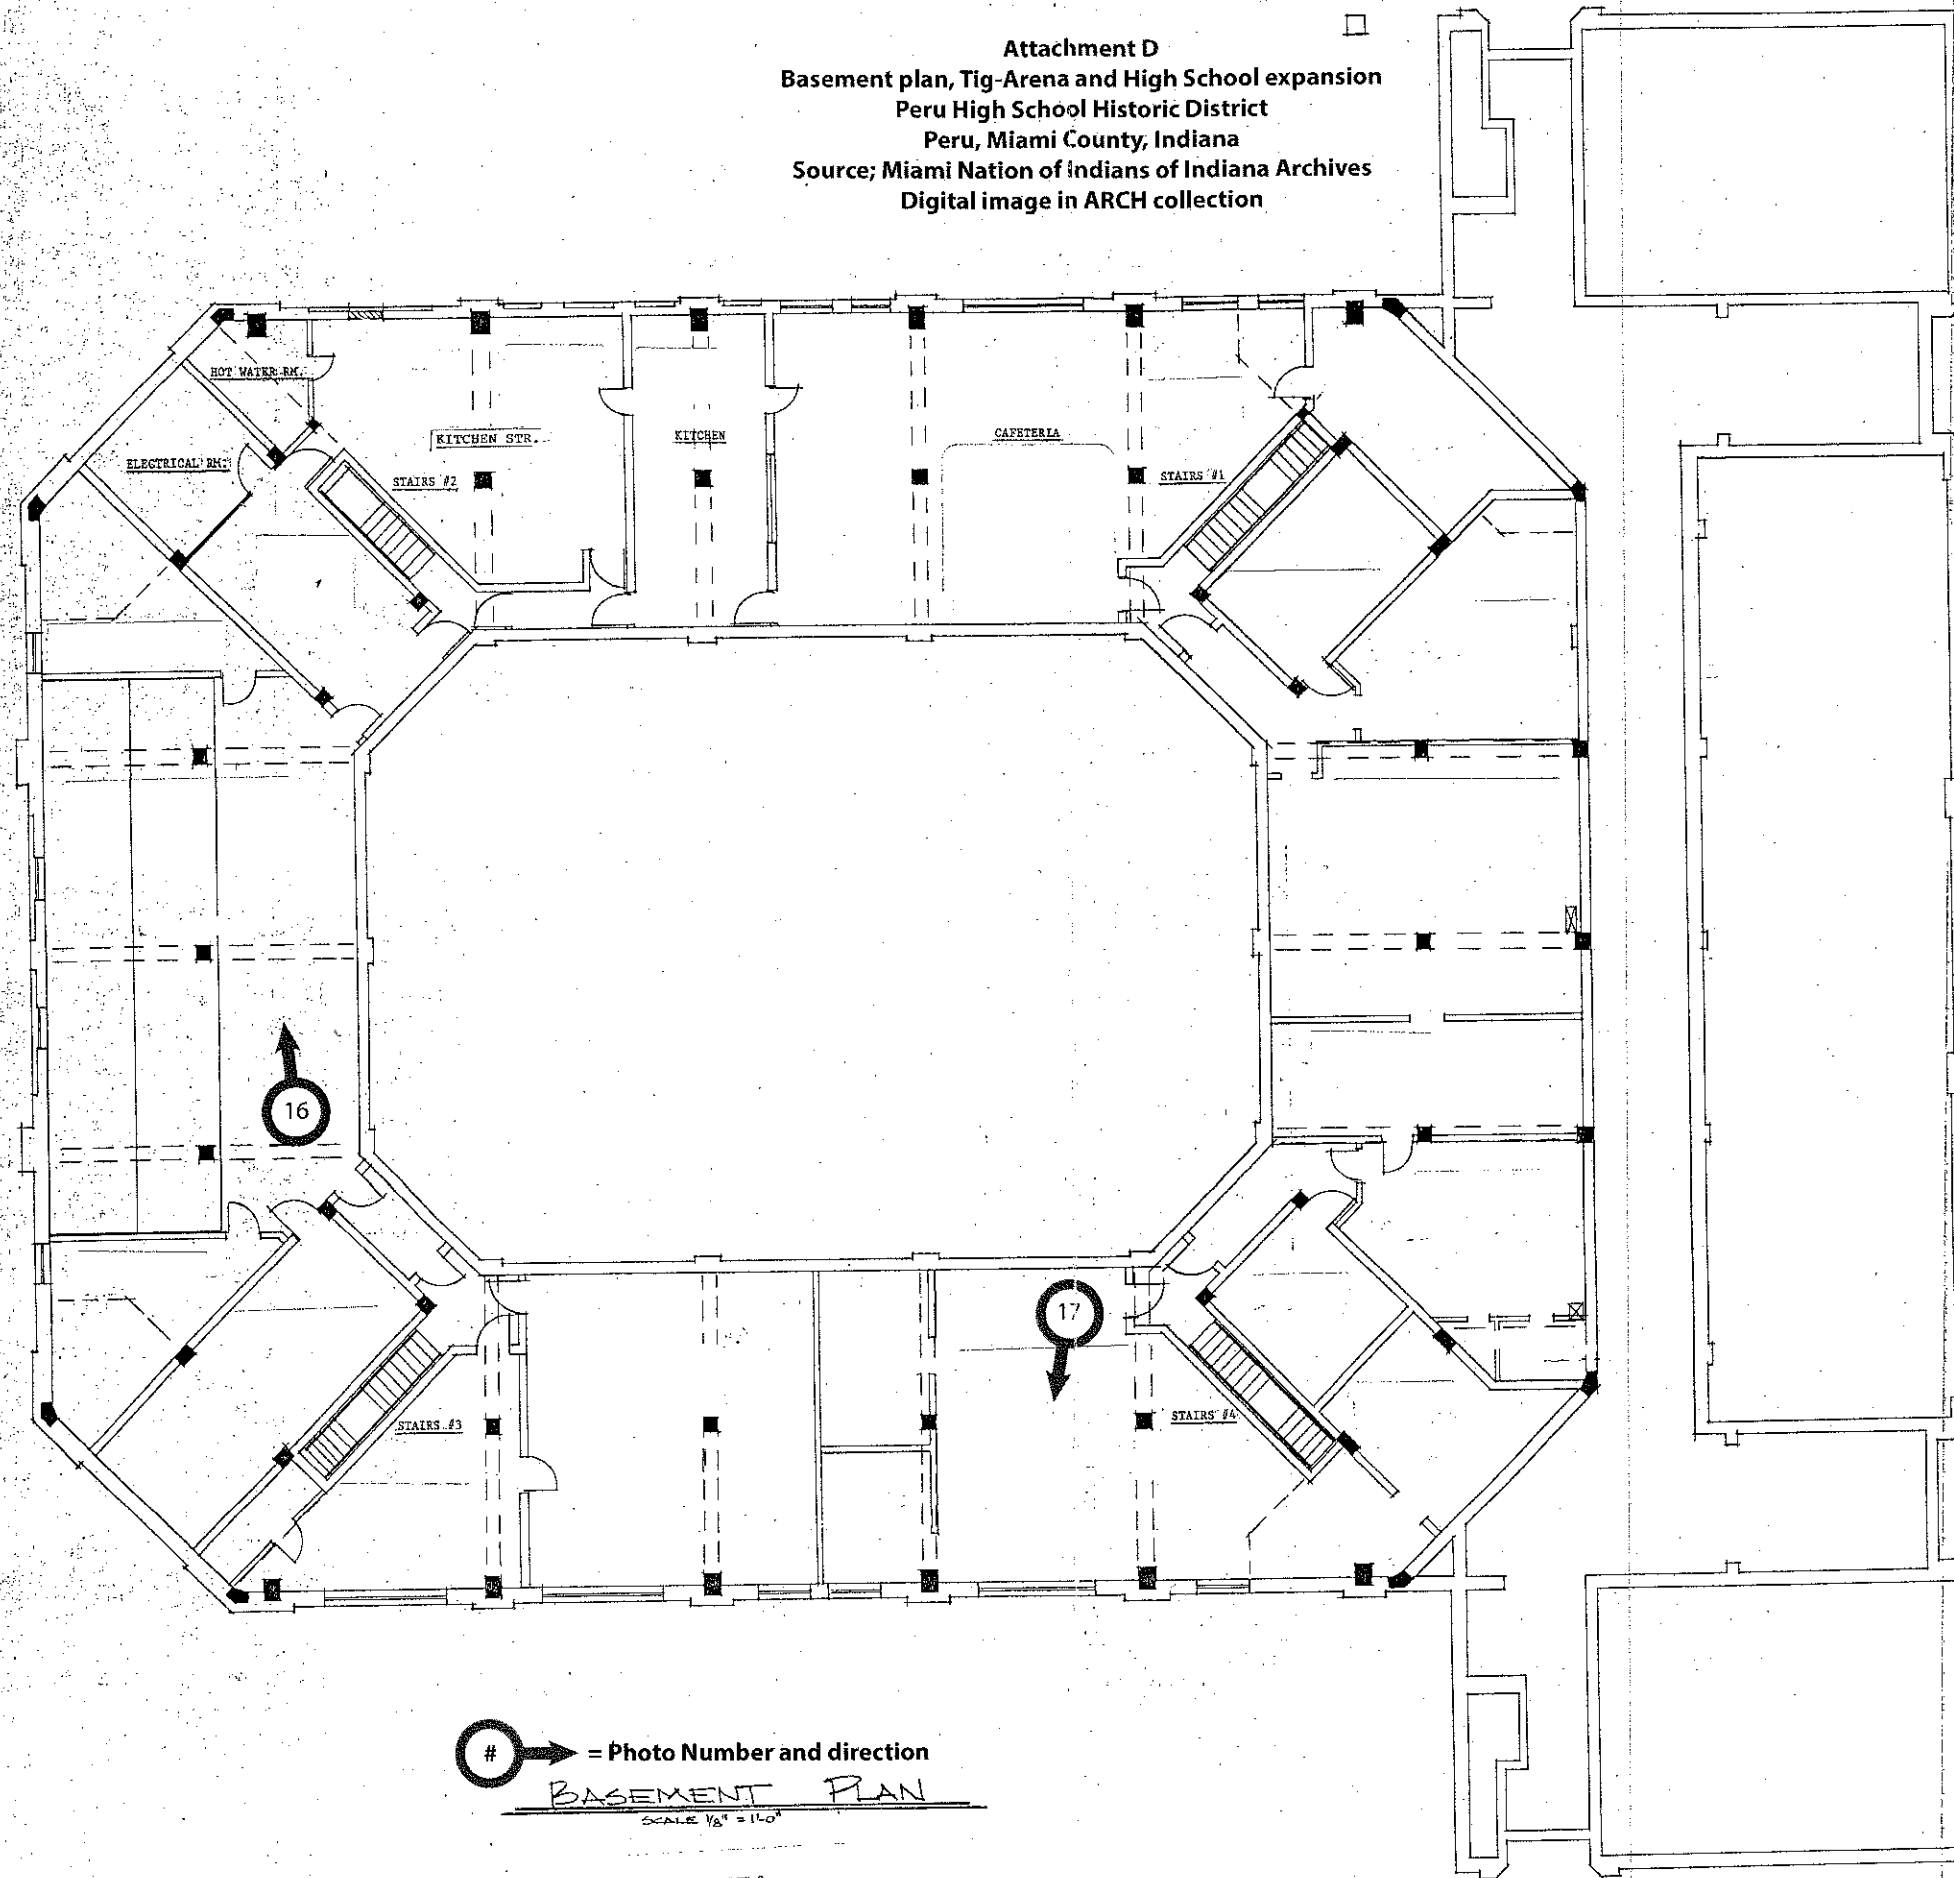 Attachment D
Basement plan, Tig-Arena and High School expansion
Peru High School Historic District
Peru, Miami County, Indiana
Source; Miami Nation of Indians of Indiana Archives
Digital image in ARCH collection
HOT WATER RM.
ELECTRICAL RM.
KITCHEN STR.
STAIRS #2
KITCHEN
CAFETERIA
STAIRS #1
16
17
STAIRS #3
STAIRS #4
# = Photo Number and direction
BASEMENT PLAN
SCALE 1/8" = 1'-0"